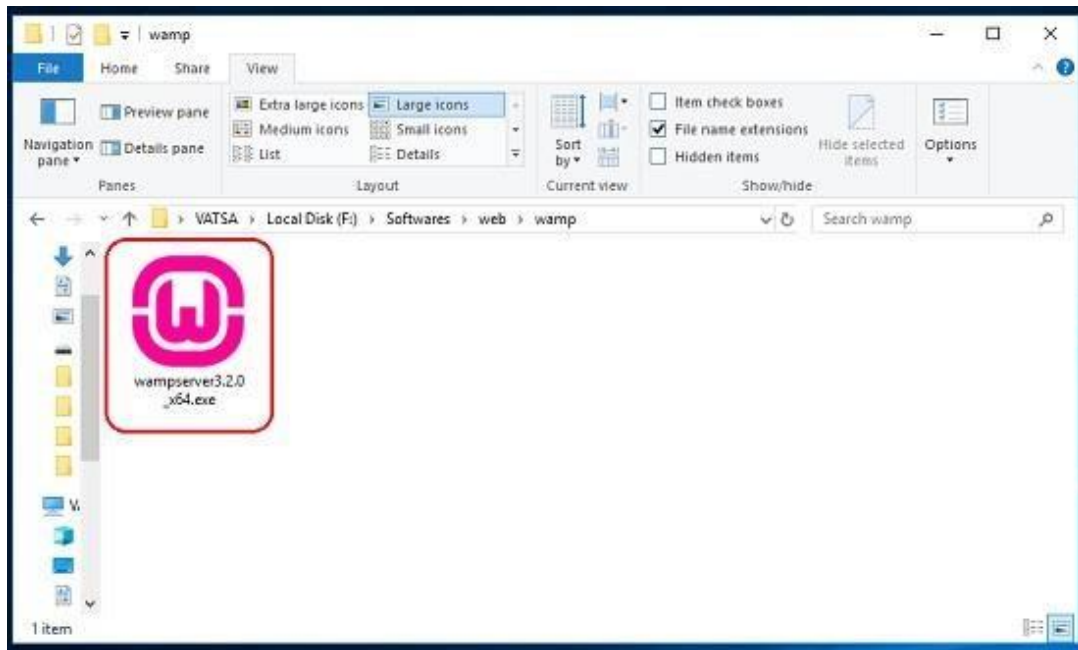 wamp
File Home Share View
Navigation pane
Preview pane
Details pane
Panes
Extra large icons Large icons
Medium icons Small icons
List Details
Layout
Sort by
Current view
Item check boxes
File name extensions
Hidden items
Hide selected items
Show/hide
Options
VATSA › Local Disk (F:) › Softwares › web › wamp
Search wamp
wampserver3.2.0
_x64.exe
1 item